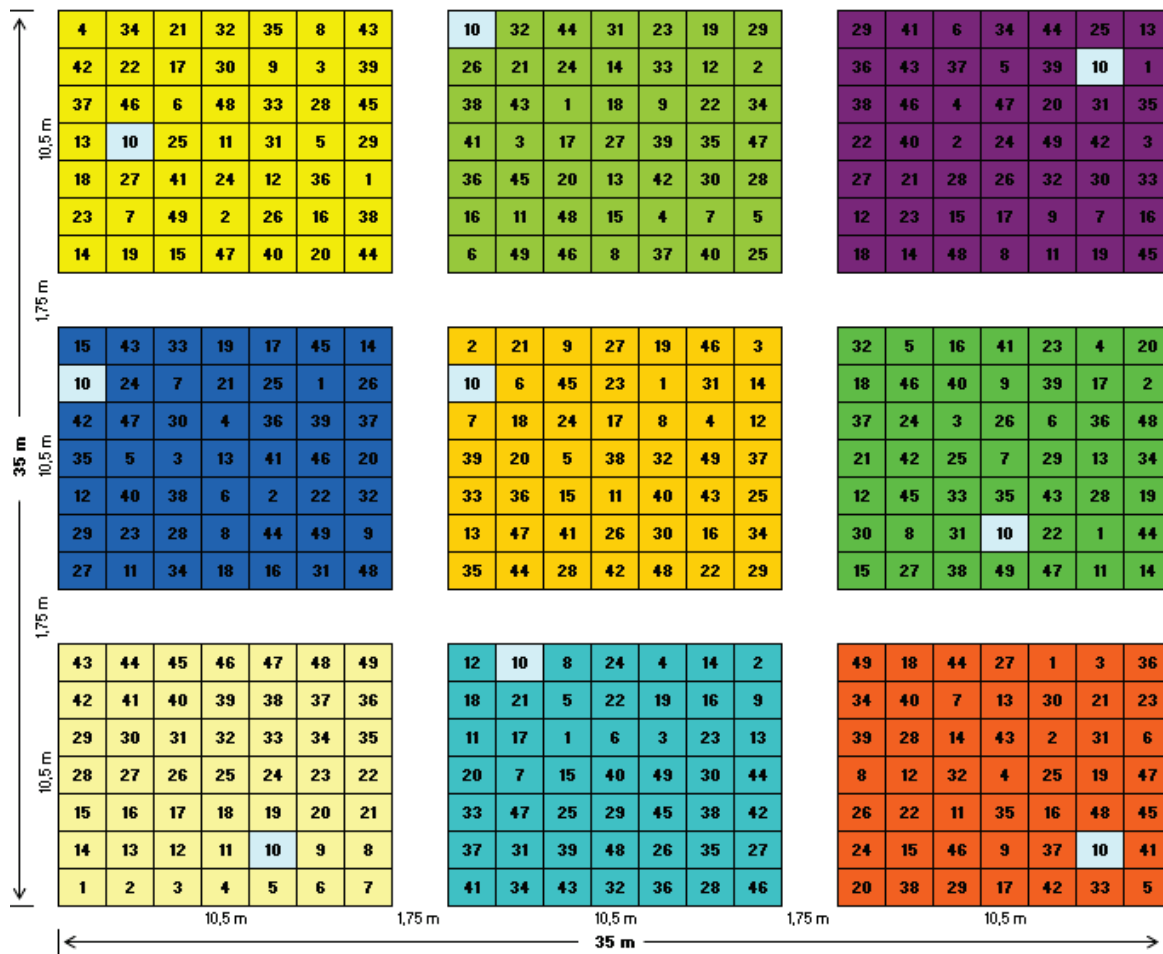 4 34 21 32 35 8 43
42 22 17 30 9 3 39
37 46 6 48 33 28 45
13 10 25 11 31 5 29
18 27 41 24 12 36 1
23 7 49 2 26 16 38
14 19 15 47 40 20 44
10 32 44 31 23 19 29
26 21 24 14 33 12 2
38 43 1 18 9 22 34
41 3 17 27 39 35 47
36 45 20 13 42 30 28
16 11 48 15 4 7 5
6 49 46 8 37 40 25
29 41 6 34 44 25 13
36 43 37 5 39 10 1
38 46 4 47 20 31 35
22 40 2 24 49 42 3
27 21 28 26 32 30 33
12 23 15 17 9 7 16
18 14 48 8 11 19 45
10,5 m
1,75 m
15 43 33 19 17 45 14
10 24 7 21 25 1 26
42 47 30 4 36 39 37
35 5 3 13 41 46 20
12 40 38 6 2 22 32
29 23 28 8 44 49 9
27 11 34 18 16 31 48
2 21 9 27 19 46 3
10 6 45 23 1 31 14
7 18 24 17 8 4 12
39 20 5 38 32 49 37
33 36 15 11 40 43 25
13 47 41 26 30 16 34
35 44 28 42 48 22 29
32 5 16 41 23 4 20
18 46 40 9 39 17 2
37 24 3 26 6 36 48
21 42 25 7 29 13 34
12 45 33 35 43 28 19
30 8 31 10 22 1 44
15 27 38 49 47 11 14
35 m
10,5 m
1,75 m
43 44 45 46 47 48 49
42 41 40 39 38 37 36
29 30 31 32 33 34 35
28 27 26 25 24 23 22
15 16 17 18 19 20 21
14 13 12 11 10 9 8
1 2 3 4 5 6 7
12 10 8 24 4 14 2
18 21 5 22 19 16 9
11 17 1 6 3 23 13
20 7 15 40 49 30 44
33 47 25 29 45 38 42
37 31 39 48 26 35 27
41 34 43 32 36 28 46
49 18 44 27 1 3 36
34 40 7 13 30 21 23
39 28 14 43 2 31 6
8 12 32 4 25 19 47
26 22 11 35 16 48 45
24 15 46 9 37 10 41
20 38 29 17 42 33 5
10,5 m
10,5 m 1,75 m 10,5 m 1,75 m 10,5 m
35 m